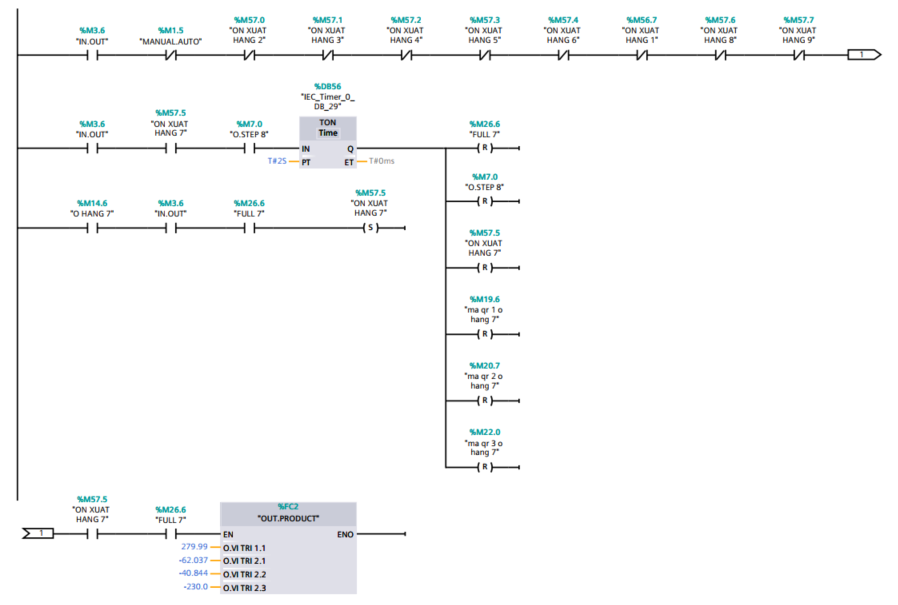 %M3.6
"IN.OUT"
%M1.5
"MANUAL.AUTO"
%M57.0
"ON XUAT
HANG 2"
%M57.1
"ON XUAT
HANG 3"
%M57.2
"ON XUAT
HANG 4"
%M57.3
"ON XUAT
HANG 5"
%M57.4
"ON XUAT
HANG 6"
%M56.7
"ON XUAT
HANG 1"
%M57.6
"ON XUAT
HANG 8"
%M57.7
"ON XUAT
HANG 9"
1
%M3.6
"IN.OUT"
%M57.5
"ON XUAT
HANG 7"
%M7.0
"O.STEP 8"
%DB56
"IEC_Timer_0_
DB_29"
TON
Time
IN
Q
T#2S
PT
ET
T#0ms
%M26.6
"FULL 7"
R
%M7.0
"O.STEP 8"
R
%M57.5
"ON XUAT
HANG 7"
R
%M19.6
"ma qr 1 o
hang 7"
R
%M20.7
"ma qr 2 o
hang 7"
R
%M22.0
"ma qr 3 o
hang 7"
R
%M14.6
"O HANG 7"
%M3.6
"IN.OUT"
%M26.6
"FULL 7"
%M57.5
"ON XUAT
HANG 7"
S
1
%M57.5
"ON XUAT
HANG 7"
%M26.6
"FULL 7"
%FC2
"OUT.PRODUCT"
EN
ENO
279.99
O.VI TRI 1.1
-62.037
O.VI TRI 2.1
-40.844
O.VI TRI 2.2
-230.0
O.VI TRI 2.3